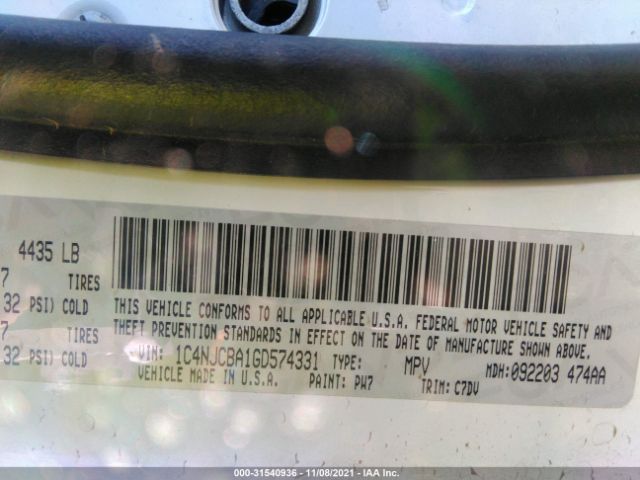 4435 LB
7 TIRES
32 PSI) COLD
7 TIRES
32 PSI) COLD
THIS VEHICLE CONFORMS TO ALL APPLICABLE U.S.A. FEDERAL MOTOR VEHICLE SAFETY AND
THEFT PREVENTION STANDARDS IN EFFECT ON THE DATE OF MANUFACTURE SHOWN ABOVE.
VIN: 1C4NJCBA1GD574331 TYPE: MPV MDH:092203 474AA
VEHICLE MADE IN U.S.A. PAINT: PW7 TRIM: C7DV
000-31540936 - 11/08/2021 - IAA Inc.